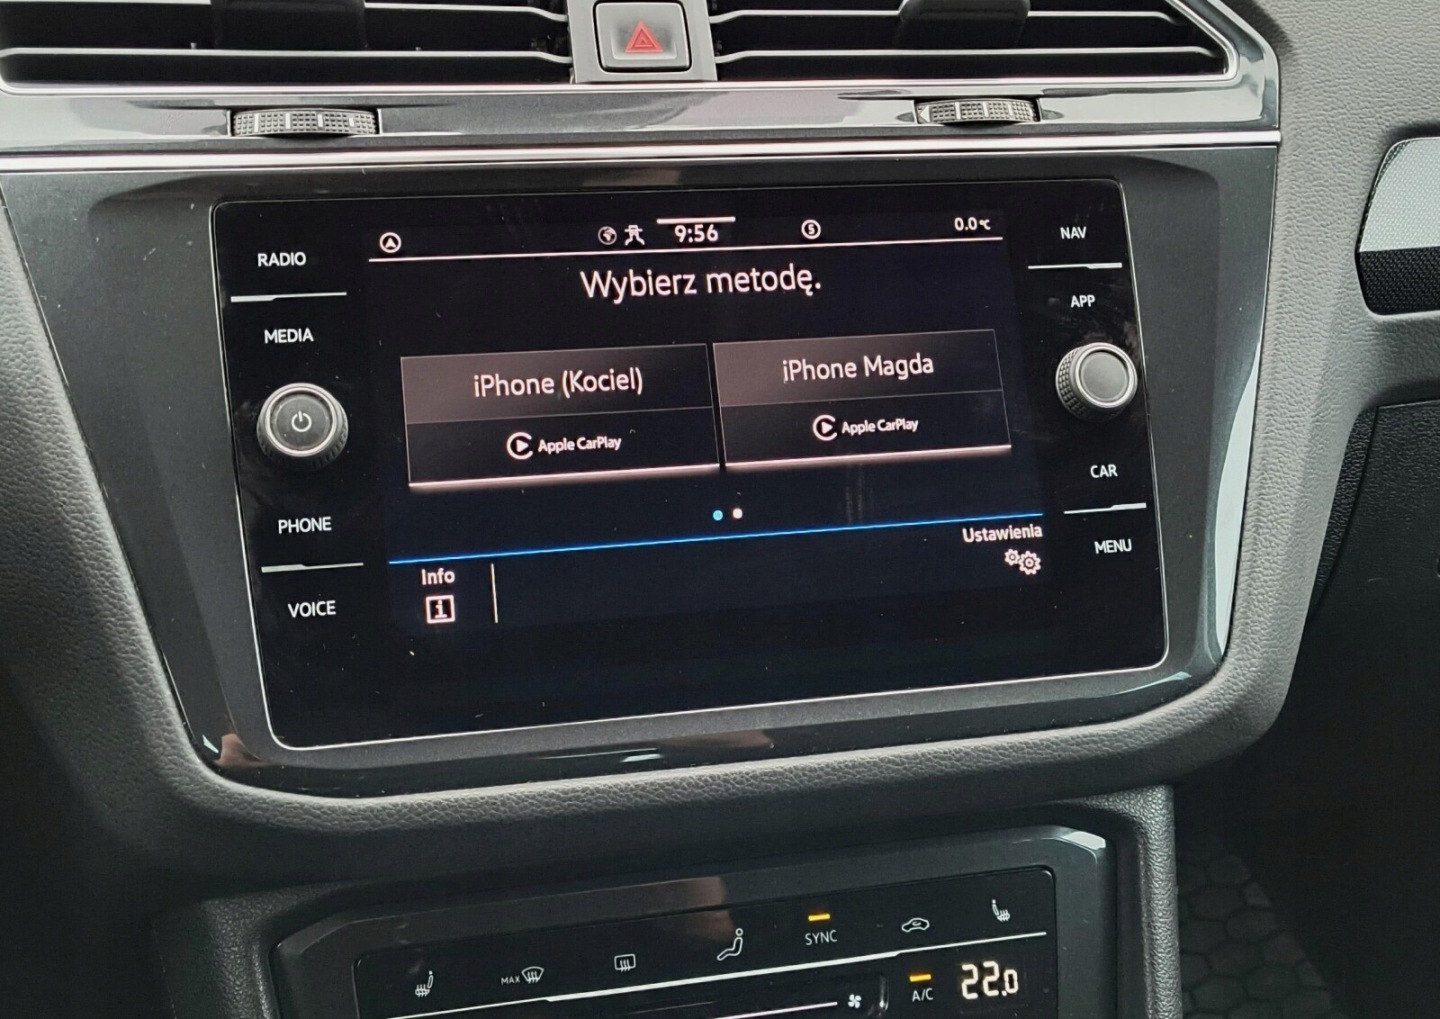 9:56
5
0.0°C
RADIO
NAV
Wybierz metodę.
MEDIA
APP
iPhone (Kociel)
iPhone Magda
Apple CarPlay
Apple CarPlay
CAR
PHONE
Ustawienia
MENU
Info
i
VOICE
SYNC
MAX
A/C
22.0